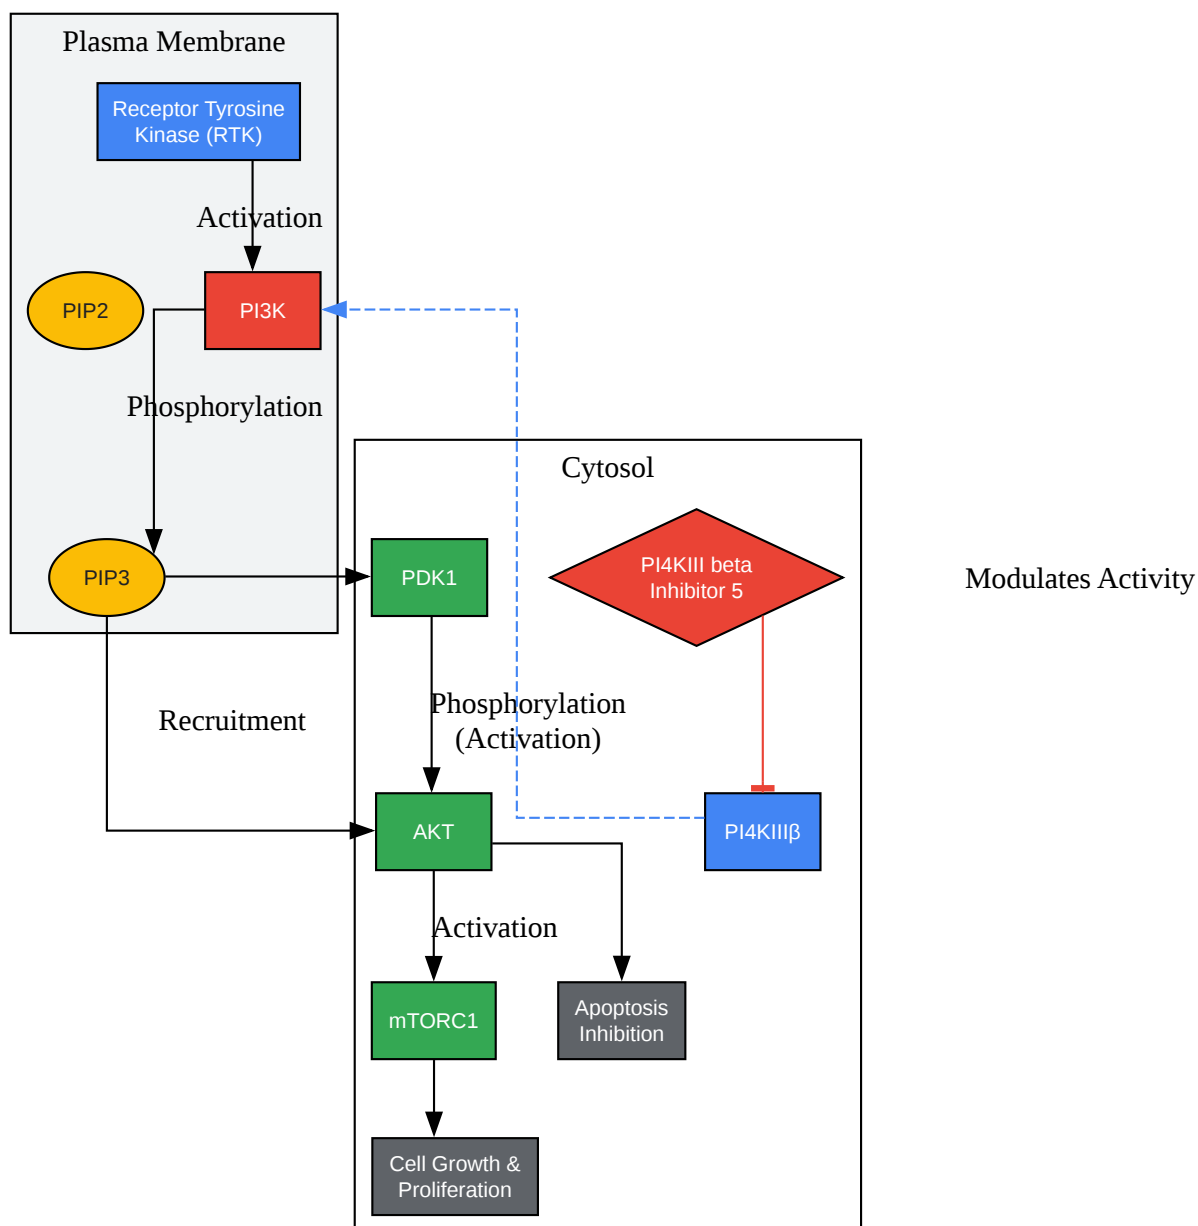 Plasma Membrane
Receptor Tyrosine
Kinase (RTK)
Activation
PIP2
PI3K
Phosphorylation
Cytosol
PIP3
PDK1
PI4KIII beta
Inhibitor 5
Modulates Activity
Recruitment
Phosphorylation
(Activation)
AKT
PI4KIIIβ
Activation
mTORC1
Apoptosis
Inhibition
Cell Growth &
Proliferation